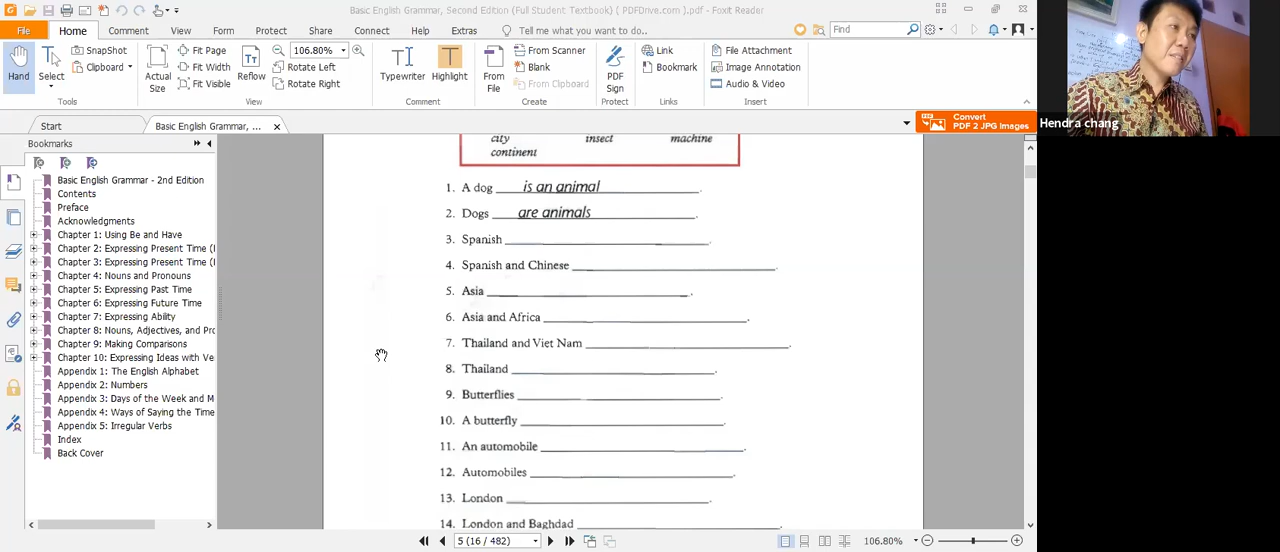 Basic English Grammar, Second Edition (Full Student Textbook) ( PDFDrive.com ).pdf - Foxit Reader
File Home Comment View Form Protect Share Connect Help Extras Tell me what you want to do.. Find
Hand
Select
SnapShot
Clipboard
Tools
Actual Size
Fit Page
Fit Width
Fit Visible
Reflow
106.80%
Rotate Left
Rotate Right
View
Typewriter
Highlight
Comment
From File
From Scanner
Blank
From Clipboard
Create
PDF Sign
Protect
Link
Bookmark
Links
File Attachment
Image Annotation
Audio & Video
Insert
Start
Basic English Grammar, ...
Convert
PDF 2 JPG Images
Hendra chang
Bookmarks
Basic English Grammar - 2nd Edition
Contents
Preface
Acknowledgments
Chapter 1: Using Be and Have
Chapter 2: Expressing Present Time (
Chapter 3: Expressing Present Time (
Chapter 4: Nouns and Pronouns
Chapter 5: Expressing Past Time
Chapter 6: Expressing Future Time
Chapter 7: Expressing Ability
Chapter 8: Nouns, Adjectives, and Pro
Chapter 9: Making Comparisons
Chapter 10: Expressing Ideas with Ve
Appendix 1: The English Alphabet
Appendix 2: Numbers
Appendix 3: Days of the Week and M
Appendix 4: Ways of Saying the Time
Appendix 5: Irregular Verbs
Index
Back Cover
city insect machine
continent
1. A dog is an animal.
2. Dogs are animals.
3. Spanish .
4. Spanish and Chinese .
5. Asia .
6. Asia and Africa .
7. Thailand and Viet Nam .
8. Thailand .
9. Butterflies .
10. A butterfly .
11. An automobile .
12. Automobiles .
13. London .
14. London and Baghdad .
5 (16 / 482)
106.80%